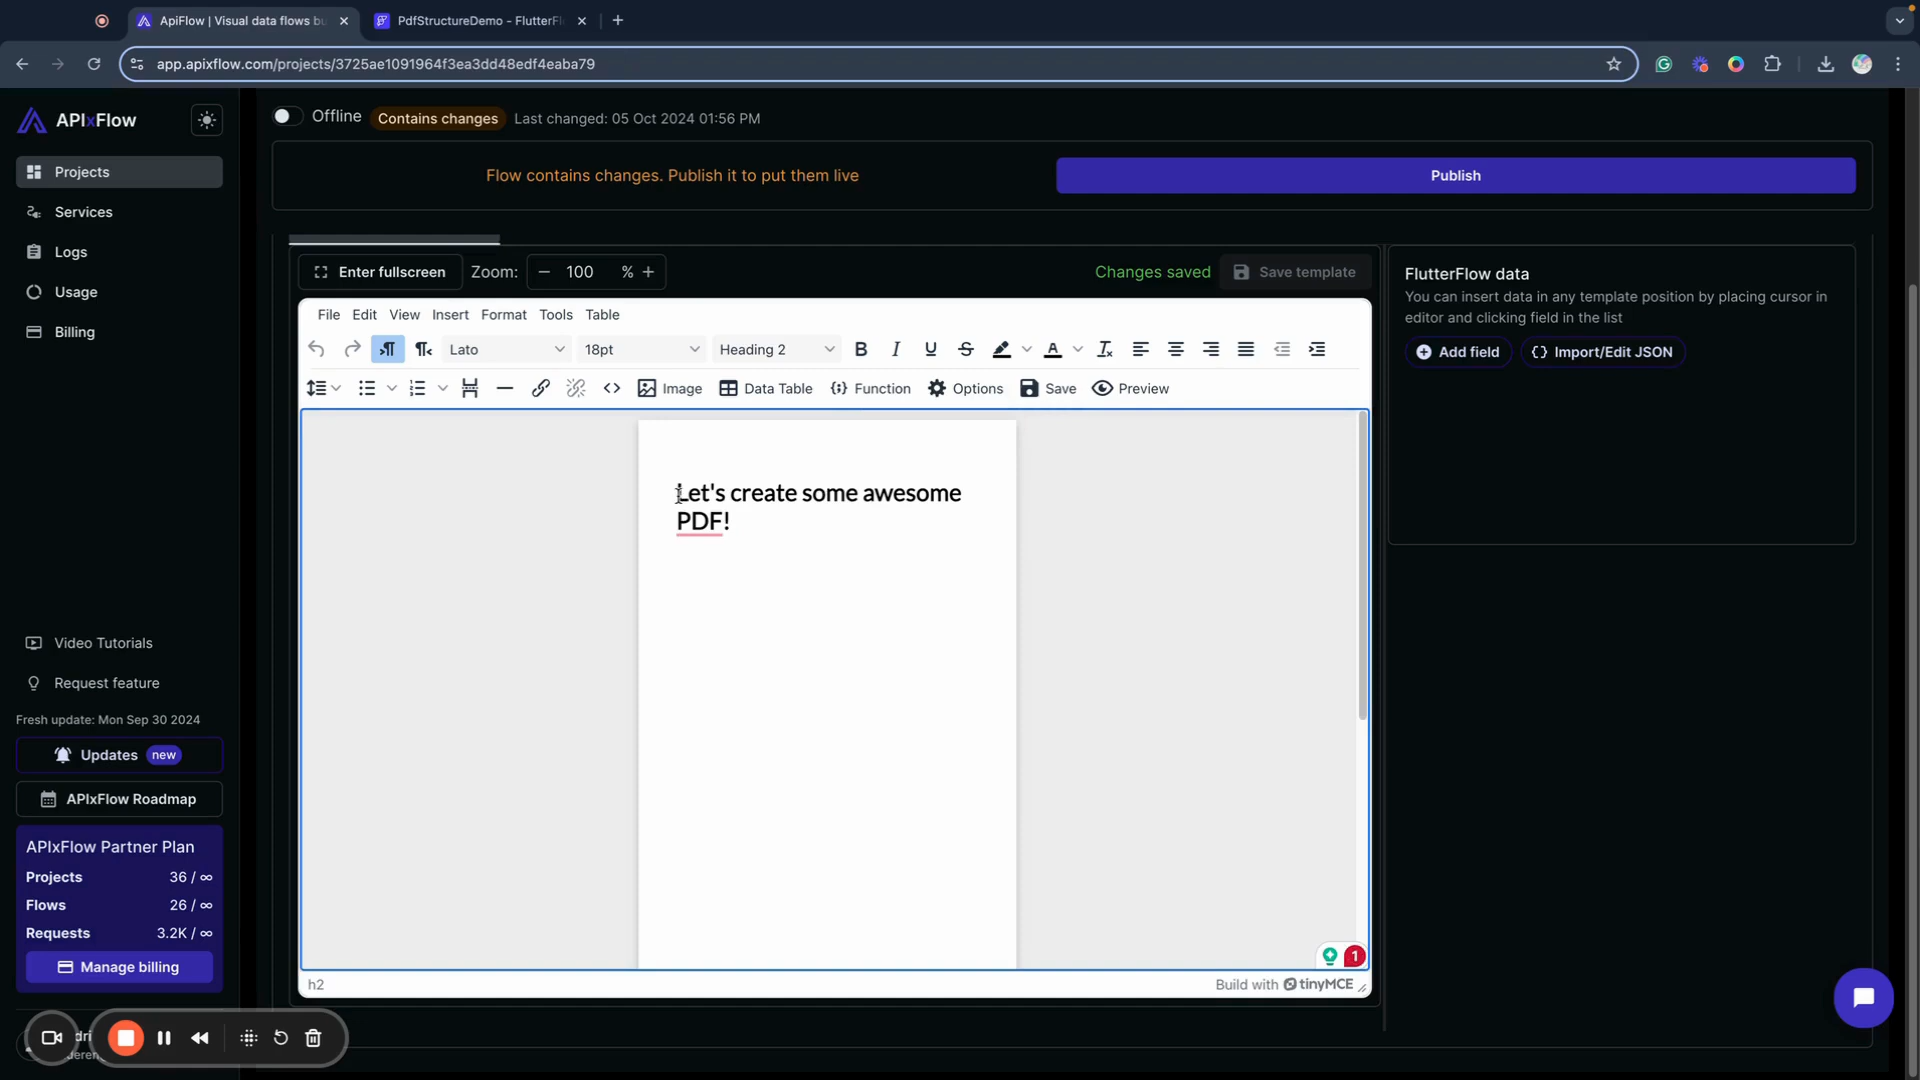 ApiFlow | Visual data flows bu
PdfStructureDemo - FlutterFl
app.apixflow.com/projects/3725ae1091964f3ea3dd48edf4eaba79
APIxFlow
Projects
Services
Logs
Usage
Billing
Video Tutorials
Request feature
Fresh update: Mon Sep 30 2024
Updates new
APIxFlow Roadmap
APIxFlow Partner Plan
Projects 36 / ∞
Flows 26 / ∞
Requests 3.2K / ∞
Manage billing
Offline Contains changes Last changed: 05 Oct 2024 01:56 PM
Flow contains changes. Publish it to put them live
Publish
Enter fullscreen Zoom: 100 % Changes saved Save template
File Edit View Insert Format Tools Table
Lato 18pt Heading 2
Image Data Table Function Options Save Preview
Let's create some awesome
PDF!
1
h2
Build with tinyMCE
FlutterFlow data
You can insert data in any template position by placing cursor in
editor and clicking field in the list
Add field Import/Edit JSON